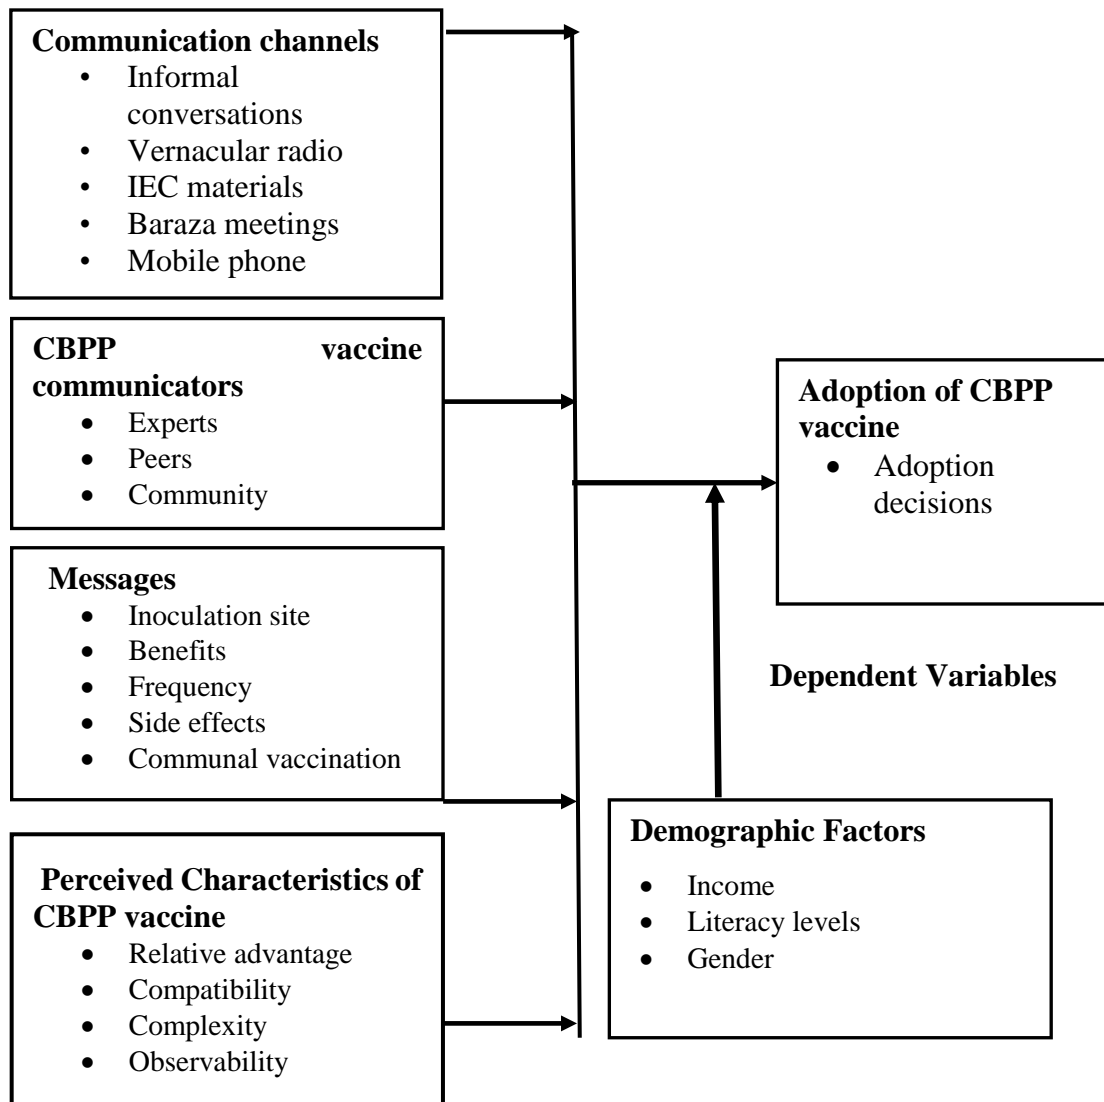 Communication channels
• Informal
conversations
• Vernacular radio
• IEC materials
• Baraza meetings
• Mobile phone
CBPP vaccine
communicators
• Experts
• Peers
• Community
Messages
• Inoculation site
• Benefits
• Frequency
• Side effects
• Communal vaccination
Perceived Characteristics of
CBPP vaccine
• Relative advantage
• Compatibility
• Complexity
• Observability
Adoption of CBPP
vaccine
• Adoption
decisions
Dependent Variables
Demographic Factors
• Income
• Literacy levels
• Gender